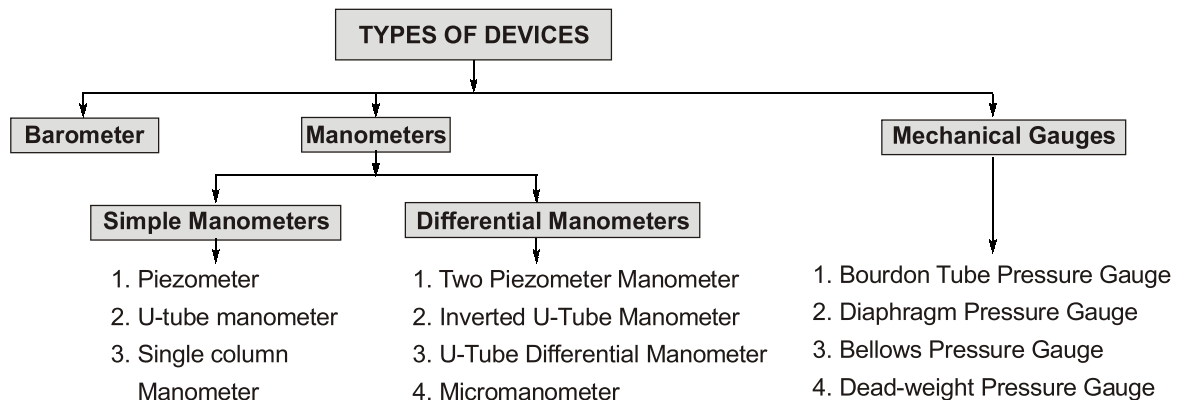 TYPES OF DEVICES
Barometer
Manometers
Mechanical Gauges
Simple Manometers
Differential Manometers
1. Piezometer
2. U-tube manometer
3. Single column
Manometer
1. Two Piezometer Manometer
2. Inverted U-Tube Manometer
3. U-Tube Differential Manometer
4. Micromanometer
1. Bourdon Tube Pressure Gauge
2. Diaphragm Pressure Gauge
3. Bellows Pressure Gauge
4. Dead-weight Pressure Gauge